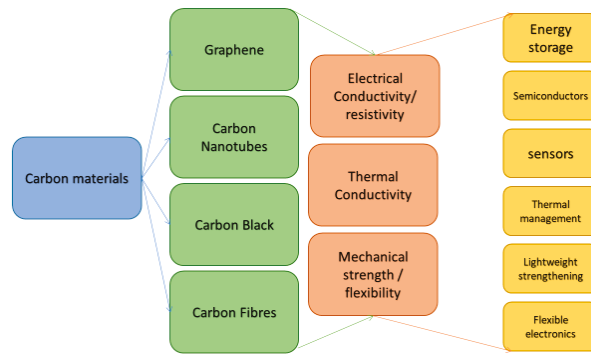 Carbon materials
Graphene
Carbon
Nanotubes
Carbon Black
Carbon Fibres
Electrical
Conductivity/
resistivity
Thermal
Conductivity
Mechanical
strength /
flexibility
Energy
storage
Semiconductors
sensors
Thermal
management
Lightweight
strengthening
Flexible
electronics